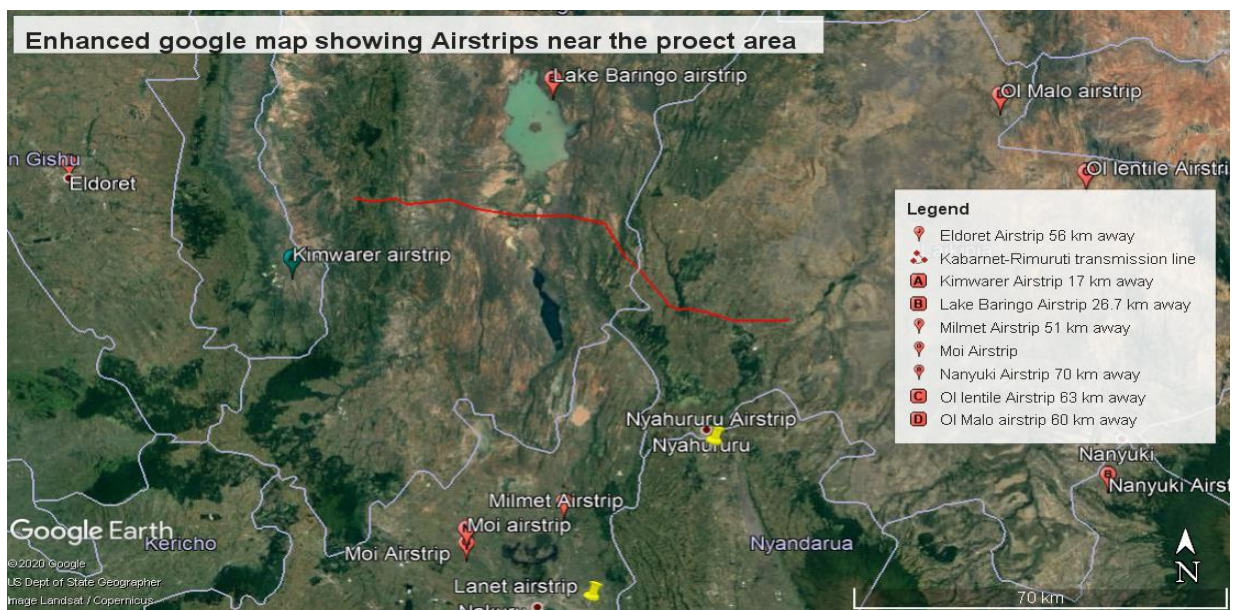 Enhanced google map showing Airstrips near the proect area
Lake Baringo airstrip
Ol Malo airstrip
n Gishu
Eldoret
Ol lentile Airstri
Kimwarer airstrip
Legend
Eldoret Airstrip 56 km away
Kabarnet-Rimuruti transmission line
A Kimwarer Airstrip 17 km away
B Lake Baringo Airstrip 26.7 km away
Milmet Airstrip 51 km away
Moi Airstrip
Nanyuki Airstrip 70 km away
C Ol lentile Airstrip 63 km away
D Ol Malo airstrip 60 km away
Nyahururu Airstrip
Nyahururu
Nanyuki
Nanyuki Airst
Milmet Airstrip
Moi airstrip
Moi Airstrip
Google Earth
Kericho
Nyandarua
Lanet airstrip
© 2020 Google
US Dept of State Geographer
Image Landsat / Copernicus
Nakuru
N
70 km